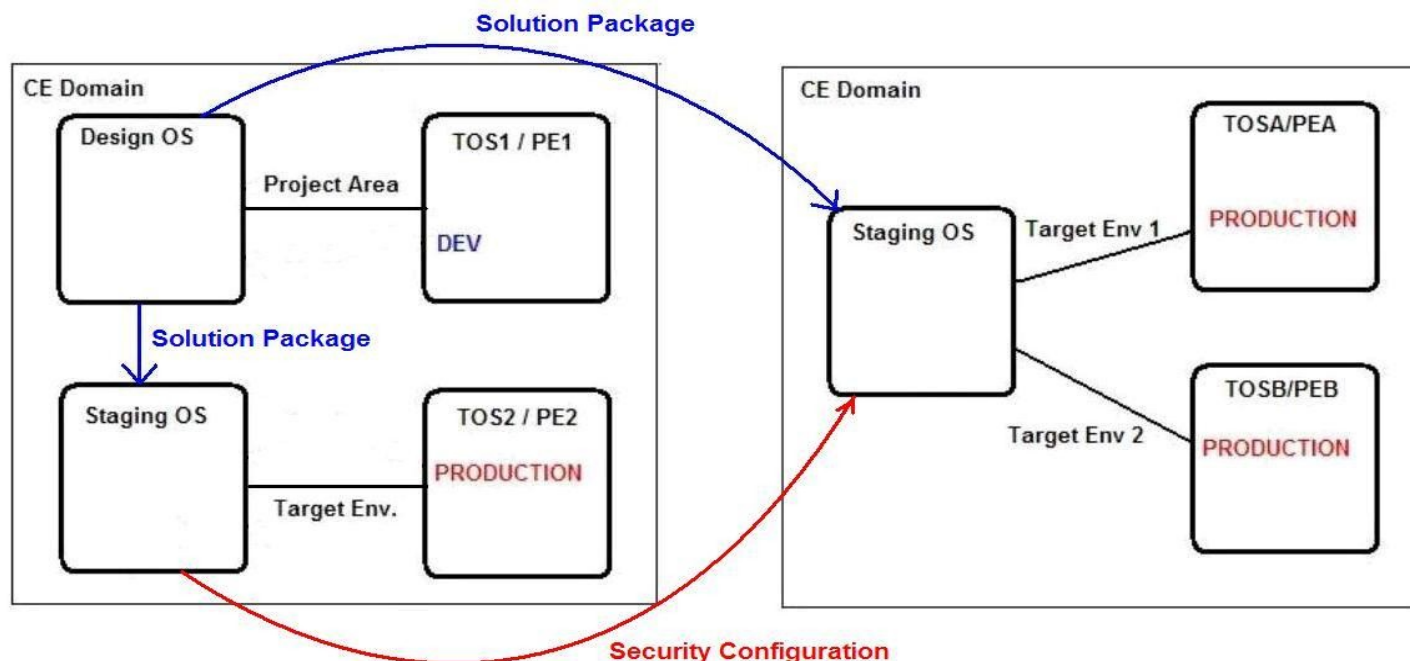 Solution Package
CE Domain
Design OS
Project Area
TOS1 / PE1
DEV
Solution Package
Staging OS
Target Env.
TOS2 / PE2
PRODUCTION
CE Domain
Staging OS
Target Env 1
TOSA/PEA
PRODUCTION
Target Env 2
TOSB/PEB
PRODUCTION
Security Configuration